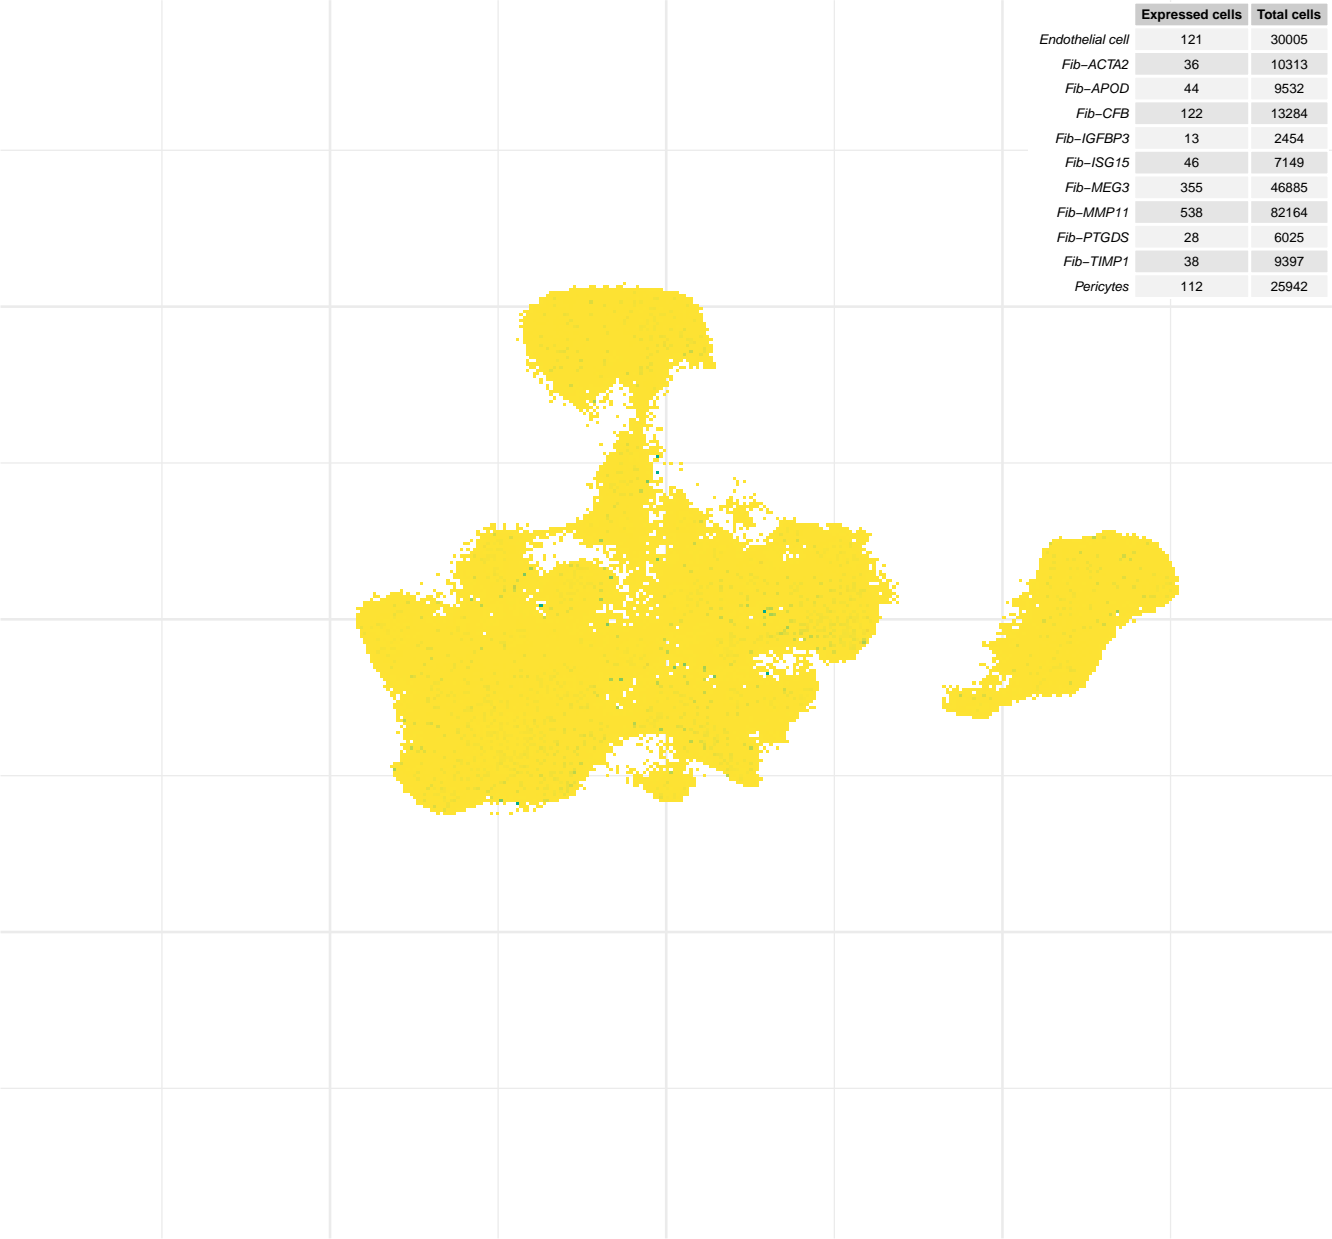 Expressed cells Total cells
Endothelial cell 121 30005
Fib−ACTA2 36 10313
Fib−APOD 44 9532
Fib−CFB 122 13284
Fib−IGFBP3 13 2454
Fib−ISG15 46 7149
Fib−MEG3 355 46885
Fib−MMP11 538 82164
Fib−PTGDS 28 6025
Fib−TIMP1 38 9397
Pericytes 112 25942